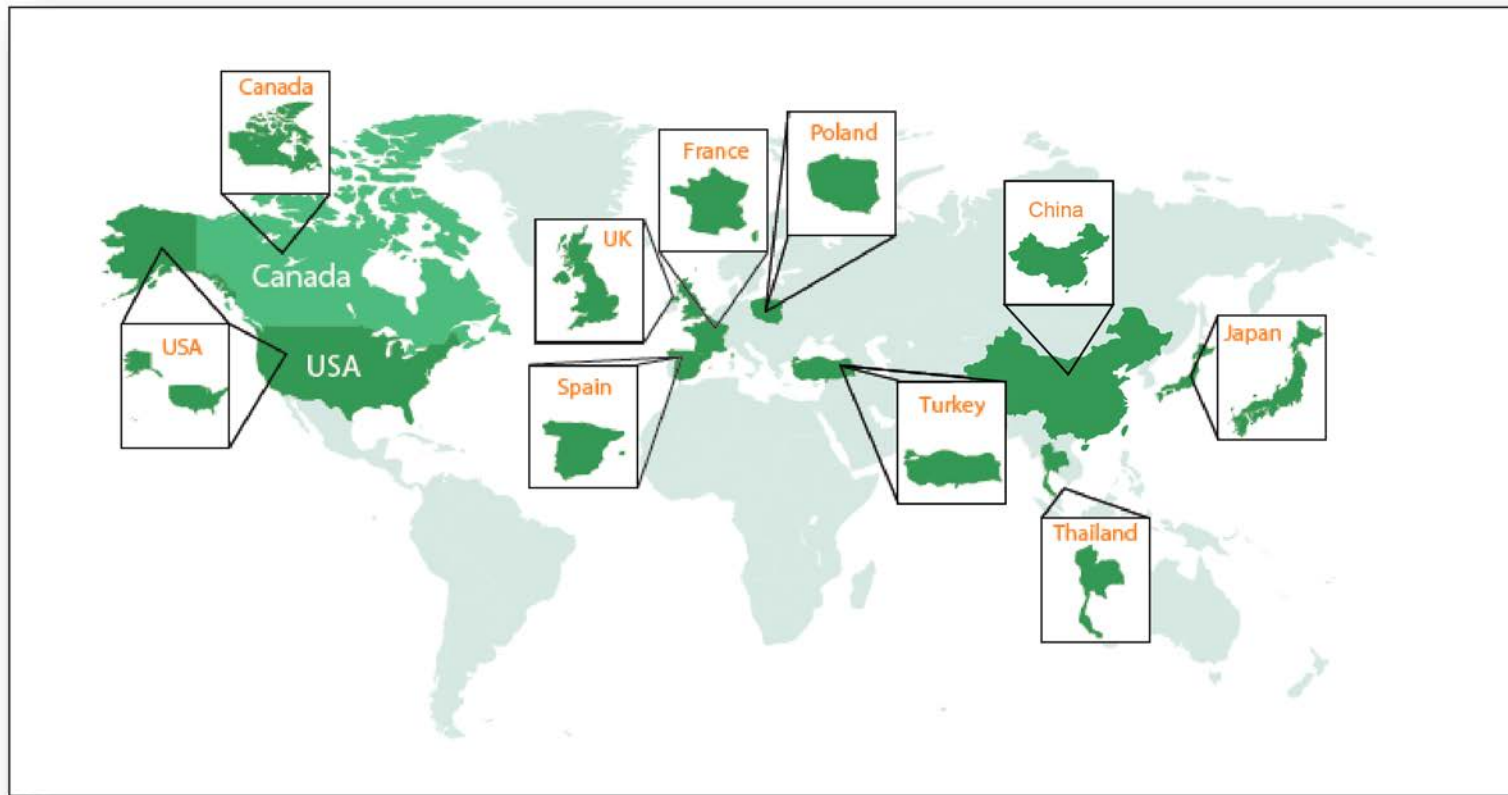 Canada
Poland
France
China
UK
Canada
Japan
USA
USA
Spain
Turkey
Thailand